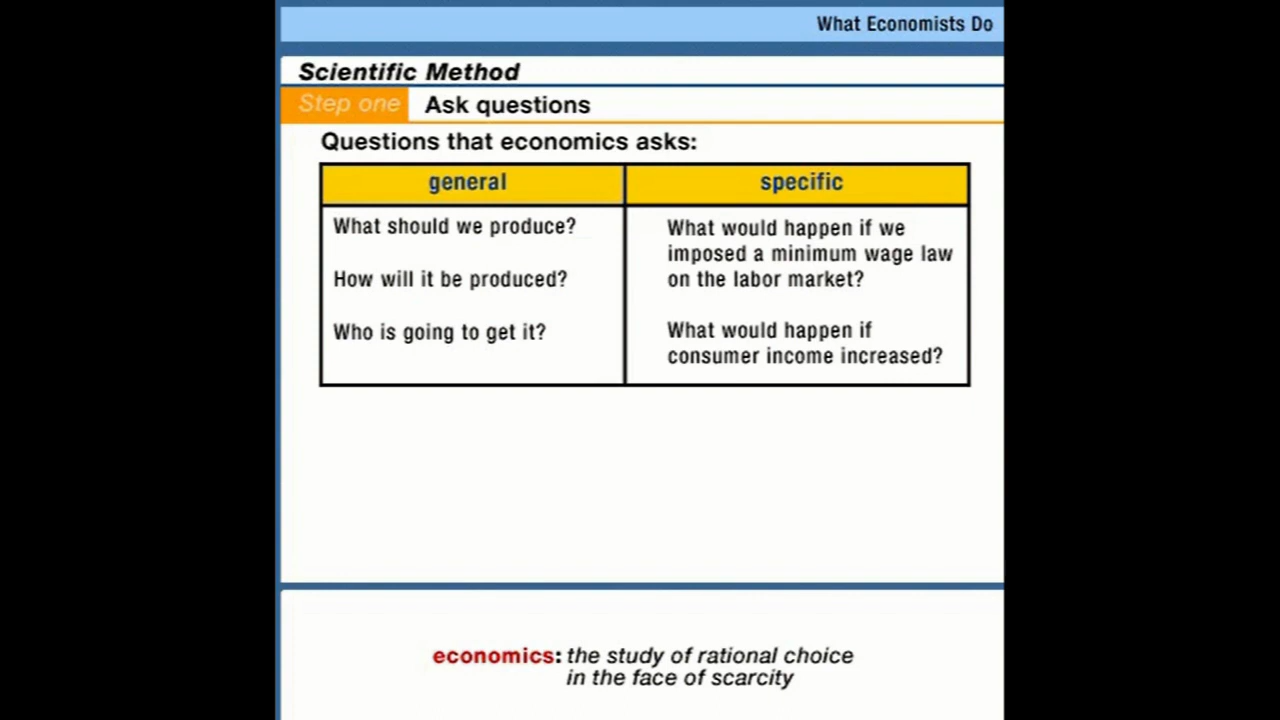 What Economists Do
Scientific Method
Step one
Ask questions
Questions that economics asks:
general
specific
What should we produce?
How will it be produced?
Who is going to get it?
What would happen if we
imposed a minimum wage law
on the labor market?
What would happen if
consumer income increased?
economics: the study of rational choice
in the face of scarcity